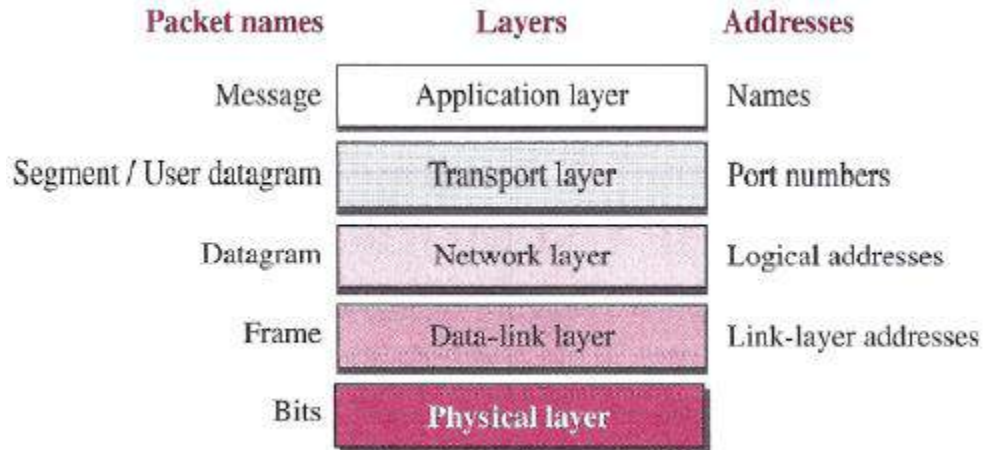 Packet names Layers Addresses
Message Application layer Names
Segment / User datagram Transport layer Port numbers
Datagram Network layer Logical addresses
Frame Data-link layer Link-layer addresses
Bits Physical layer